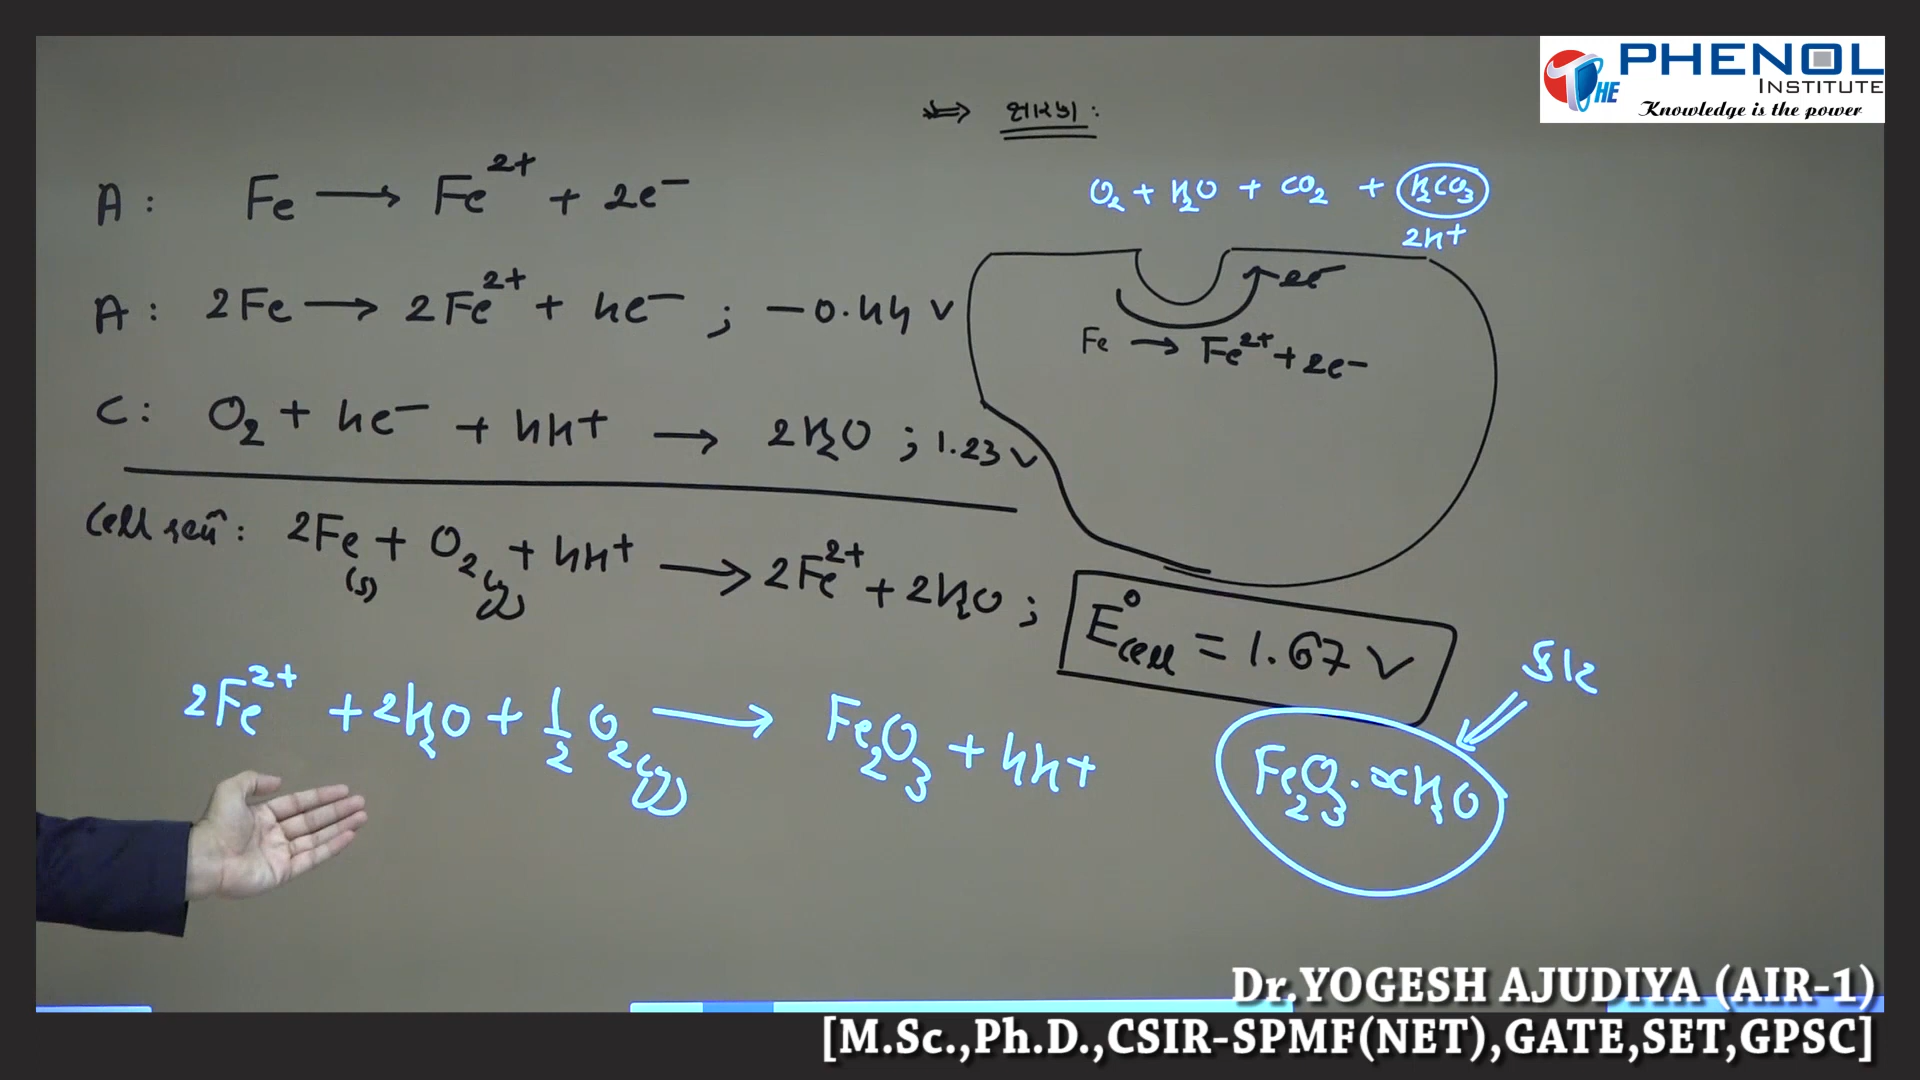 THE PHENOL
INSTITUTE
Knowledge is the power
⇒ ક્ષારણ :
O₂ + H₂O + CO₂ + H₂CO₃
2H⁺
2e⁻
Fe → Fe²⁺ + 2e⁻
A : Fe → Fe²⁺ + 2e⁻
A : 2Fe → 2Fe²⁺ + 4e⁻ ; −0.44 V
C : O₂ + 4e⁻ + 4H⁺ → 2H₂O ; 1.23 V
Cell reaⁿ : 2Fe(s) + O₂(g) + 4H⁺ → 2Fe²⁺ + 2H₂O ; E⁰cell = 1.67 V
2Fe²⁺ + 2H₂O + ½ O₂(g) → Fe₂O₃ + 4H⁺
કાટ
Fe₂O₃·xH₂O
Dr.YOGESH AJUDIYA (AIR-1)
[M.Sc.,Ph.D.,CSIR-SPMF(NET),GATE,SET,GPSC]